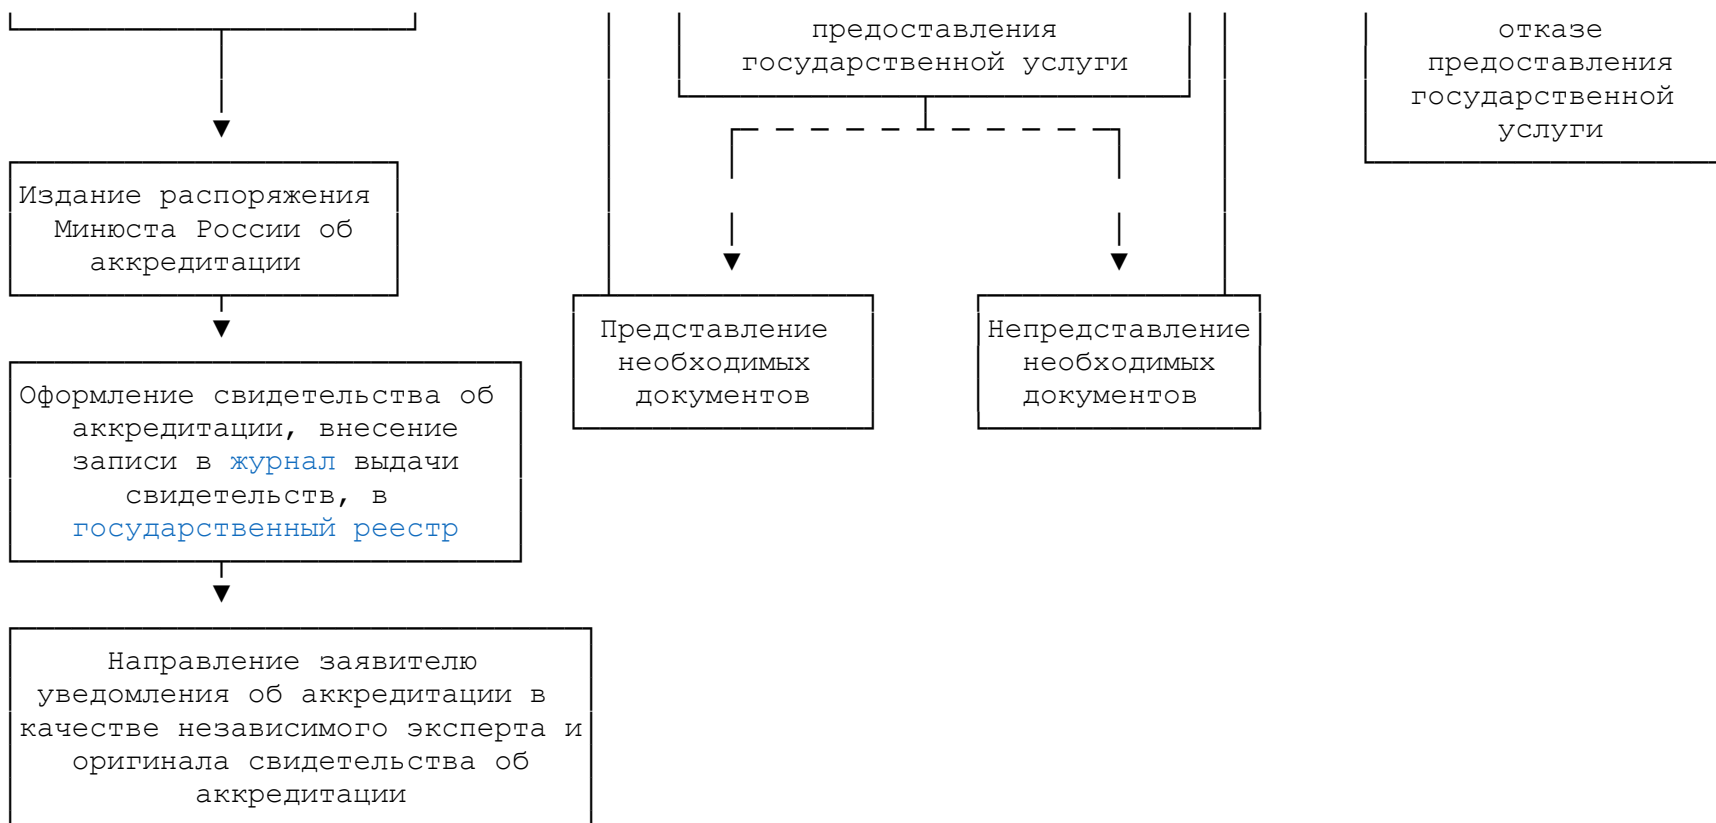 предоставления
государственной услуги
отказе
предоставления
государственной
услуги
Издание распоряжения
Минюста России об
аккредитации
Представление
необходимых
документов
Непредставление
необходимых
документов
Оформление свидетельства об
аккредитации, внесение
записи в журнал выдачи
свидетельств, в
государственный реестр
Направление заявителю
уведомления об аккредитации в
качестве независимого эксперта и
оригинала свидетельства об
аккредитации